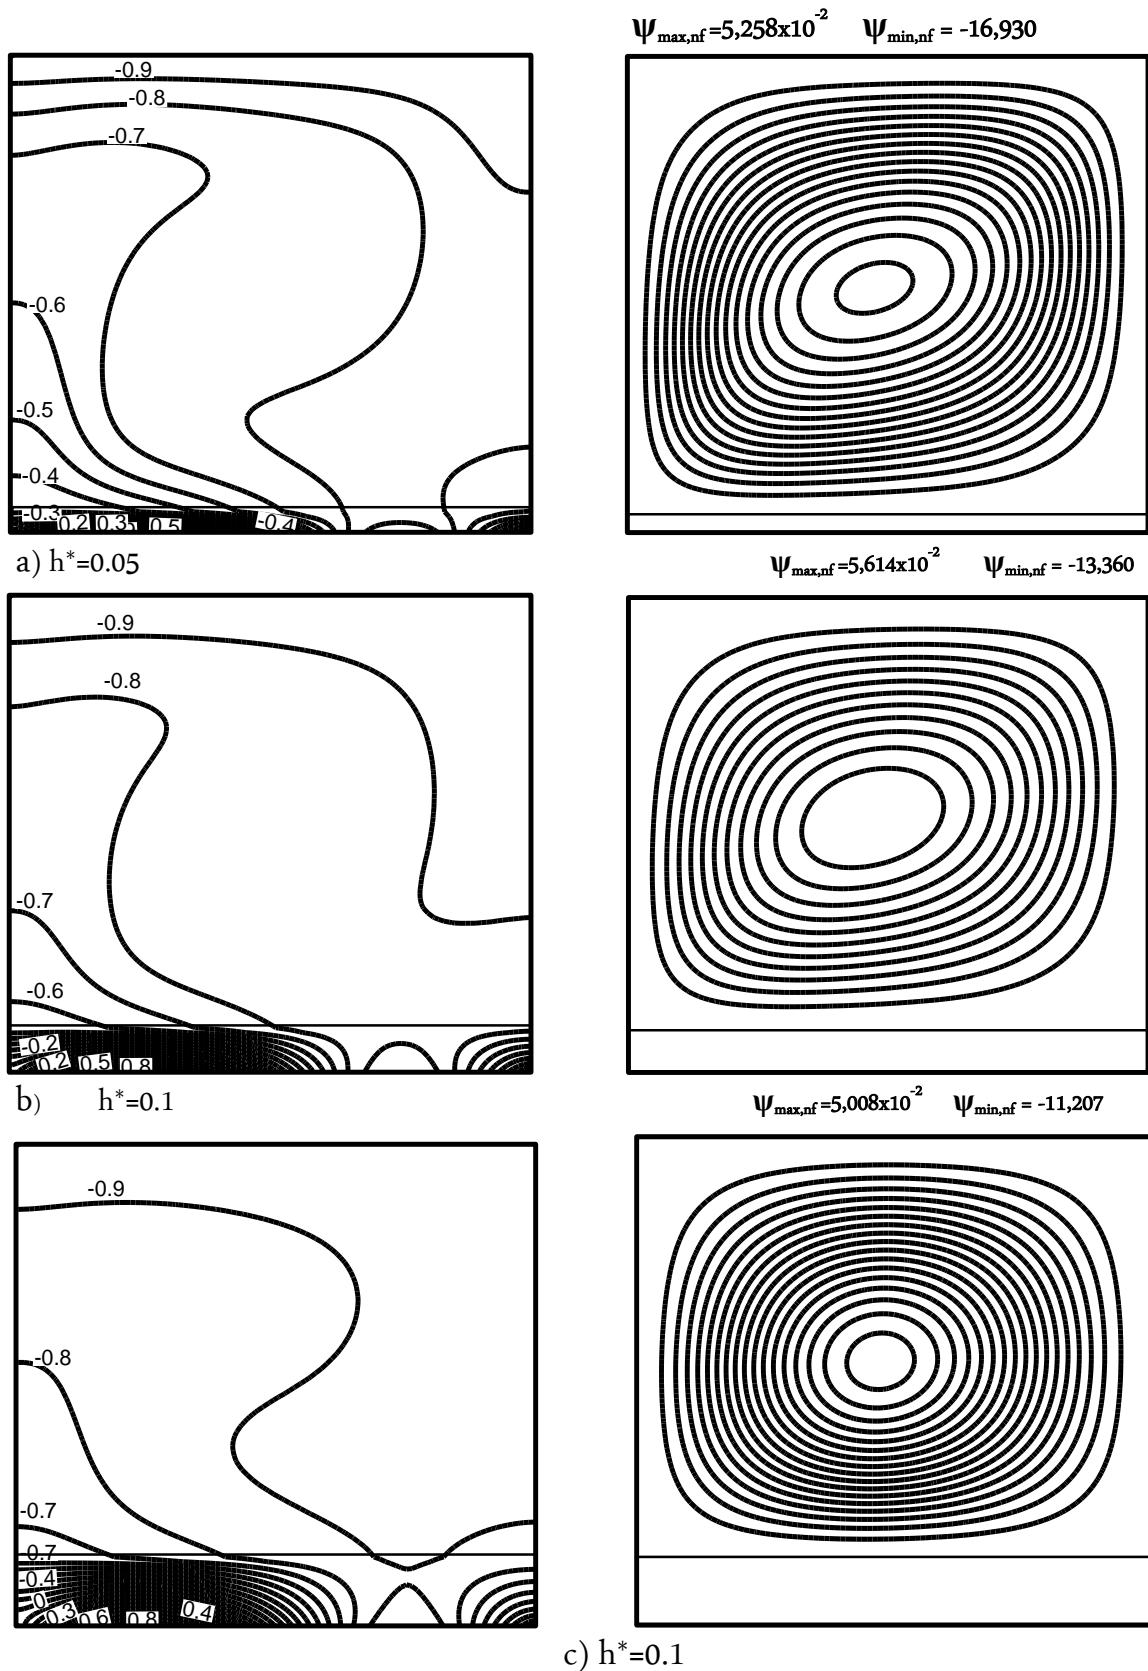 ψmax,nf =5,258x10-2 ψmin,nf = -16,930
-0.9
-0.8
-0.7
-0.6
-0.5
-0.4
-0.3
0.2 0.3 0.5 -0.4
a) h*=0.05
ψmax,nf =5,614x10-2 ψmin,nf = -13,360
-0.9
-0.8
-0.7
-0.6
-0.2
0.2 0.5 0.8
b) h*=0.1
ψmax,nf =5,008x10-2 ψmin,nf = -11,207
-0.9
-0.8
-0.7
-0.7
-0.4
0.3 0.6 0.8 0.4
c) h*=0.1